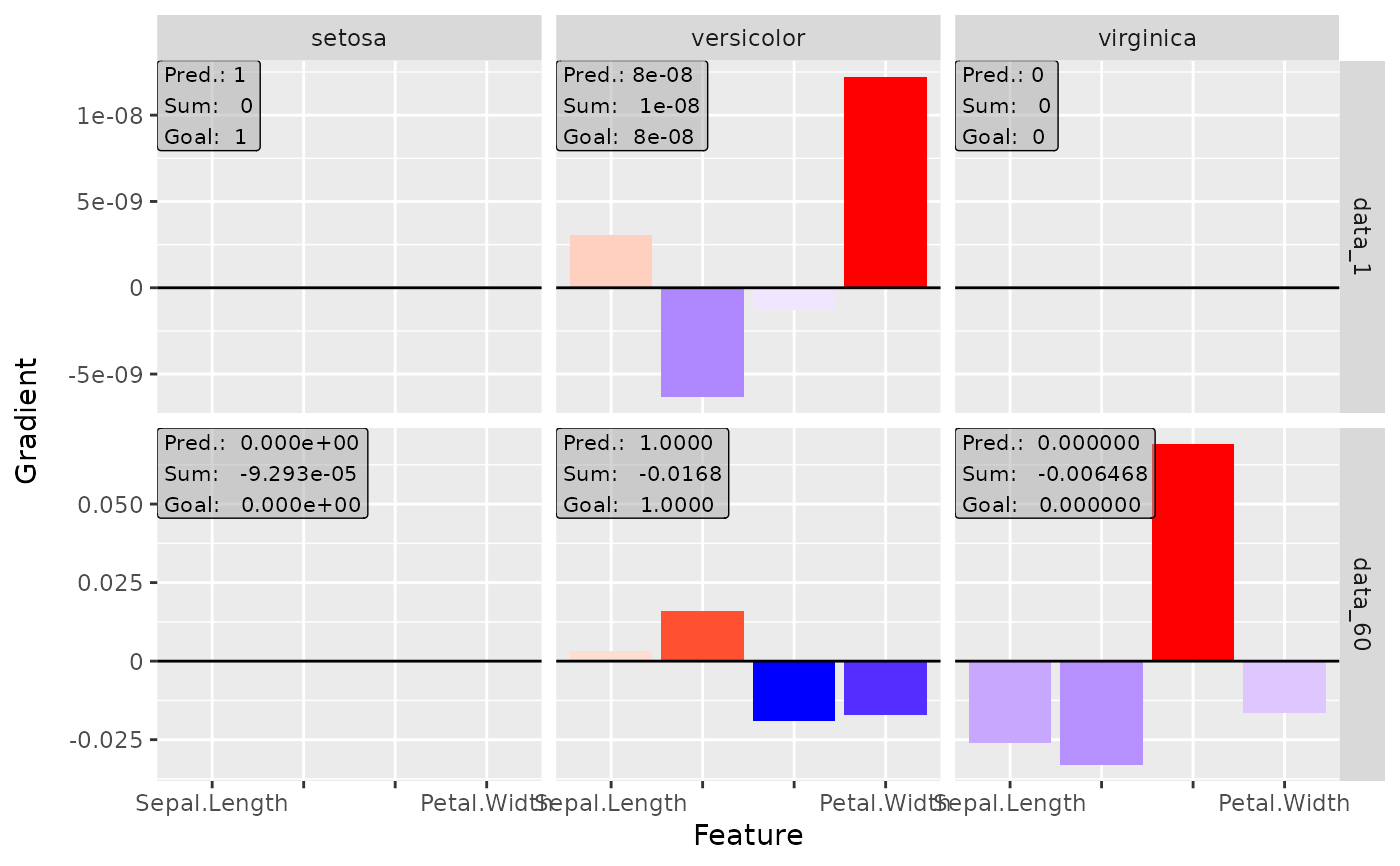 setosa
versicolor
virginica
Pred.: 1
Sum: 0
Goal: 1
Pred.: 8e-08
Sum: 1e-08
Goal: 8e-08
Pred.: 0
Sum: 0
Goal: 0
1e-08
5e-09
0
-5e-09
data_1
Gradient
Pred.: 0.000e+00
Sum: -9.293e-05
Goal: 0.000e+00
Pred.: 1.0000
Sum: -0.0168
Goal: 1.0000
Pred.: 0.000000
Sum: -0.006468
Goal: 0.000000
0.050
0.025
0
-0.025
data_60
Sepal.Length
Petal.Width
Sepal.Length
Petal.Width
Sepal.Length
Petal.Width
Feature